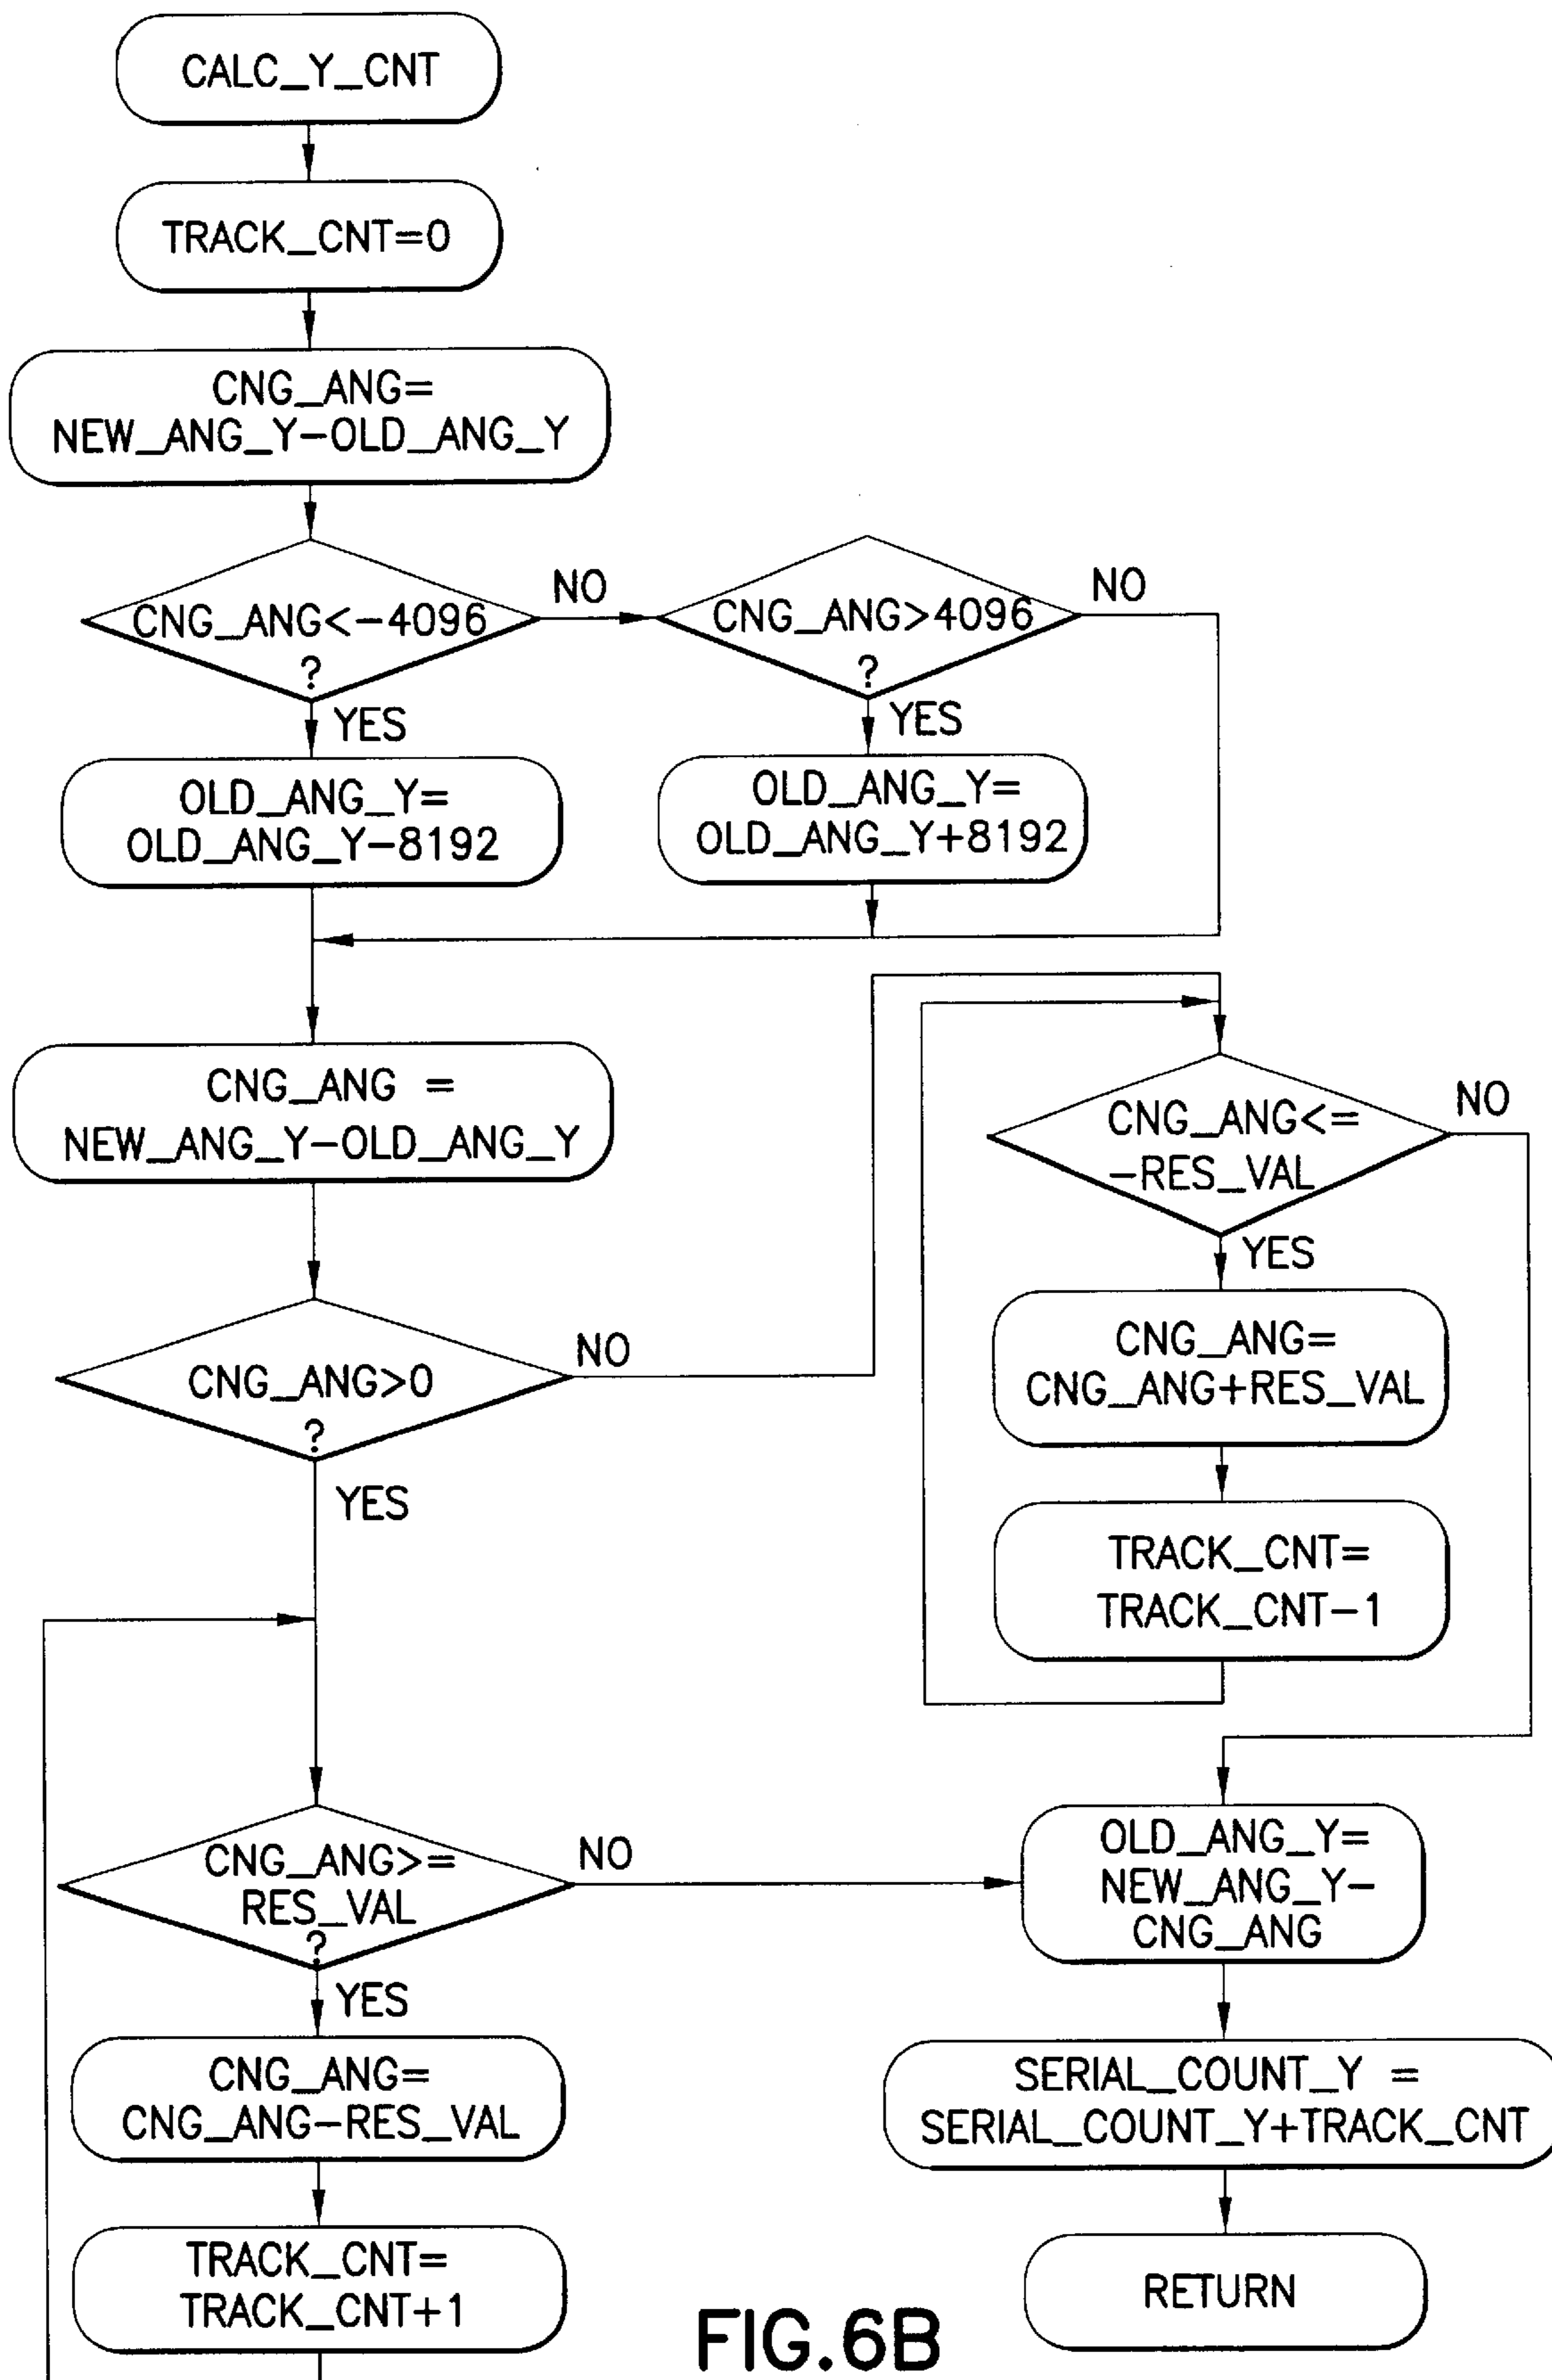 CALC_Y_CNT
TRACK_CNT=0
CNG_ANG=
NEW_ANG_Y-OLD_ANG_Y
CNG_ANG<-4096
?
NO
YES
CNG_ANG>4096
?
NO
YES
OLD_ANG_Y=
OLD_ANG_Y-8192
OLD_ANG_Y=
OLD_ANG_Y+8192
CNG_ANG =
NEW_ANG_Y-OLD_ANG_Y
CNG_ANG>0
?
NO
YES
CNG_ANG<=
-RES_VAL
NO
YES
CNG_ANG=
CNG_ANG+RES_VAL
TRACK_CNT=
TRACK_CNT-1
CNG_ANG>=
RES_VAL
?
NO
YES
CNG_ANG=
CNG_ANG-RES_VAL
TRACK_CNT=
TRACK_CNT+1
OLD_ANG_Y=
NEW_ANG_Y-
CNG_ANG
SERIAL_COUNT_Y =
SERIAL_COUNT_Y+TRACK_CNT
RETURN
FIG.6B